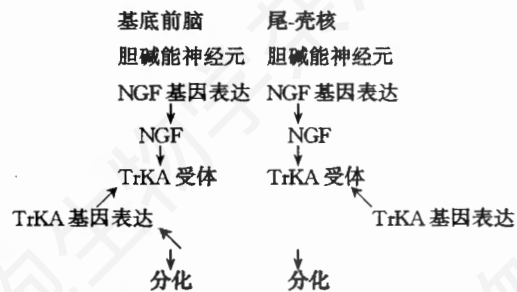 基底前脑 尾-壳核
胆碱能神经元 胆碱能神经元
NGF 基因表达 NGF 基因表达
NGF NGF
TrKA 受体 TrKA 受体
TrKA 基因表达 TrKA 基因表达
分化 分化